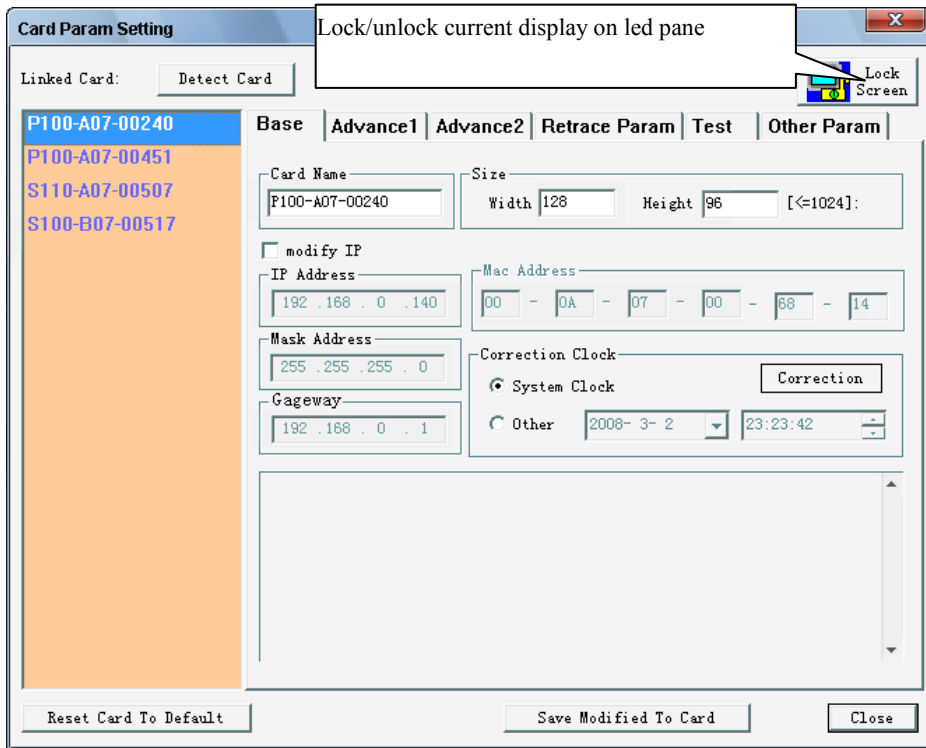 Card Param Setting
Lock/unlock current display on led pane
Linked Card:
Detect Card
Lock
Screen
P100-A07-00240
P100-A07-00451
S110-A07-00507
S100-B07-00517
Base Advance1 Advance2 Retrace Param Test Other Param
Card Name
P100-A07-00240
Size
Width 128 Height 96 [<=1024]:
modify IP
IP Address
192 .168 . 0 .140
Mac Address
00 - 0A - 07 - 00 - 68 - 14
Mask Address
255 .255 .255 . 0
Gageway
192 .168 . 0 . 1
Correction Clock
System Clock
Correction
Other 2008- 3- 2 23:23:42
Reset Card To Default
Save Modified To Card
Close